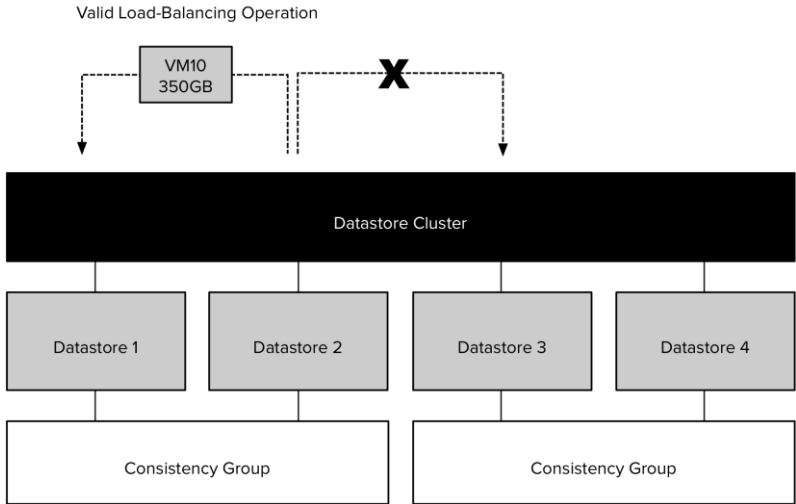 Valid Load-Balancing Operation
VM10
350GB
X
Datastore Cluster
Datastore 1
Datastore 2
Datastore 3
Datastore 4
Consistency Group
Consistency Group